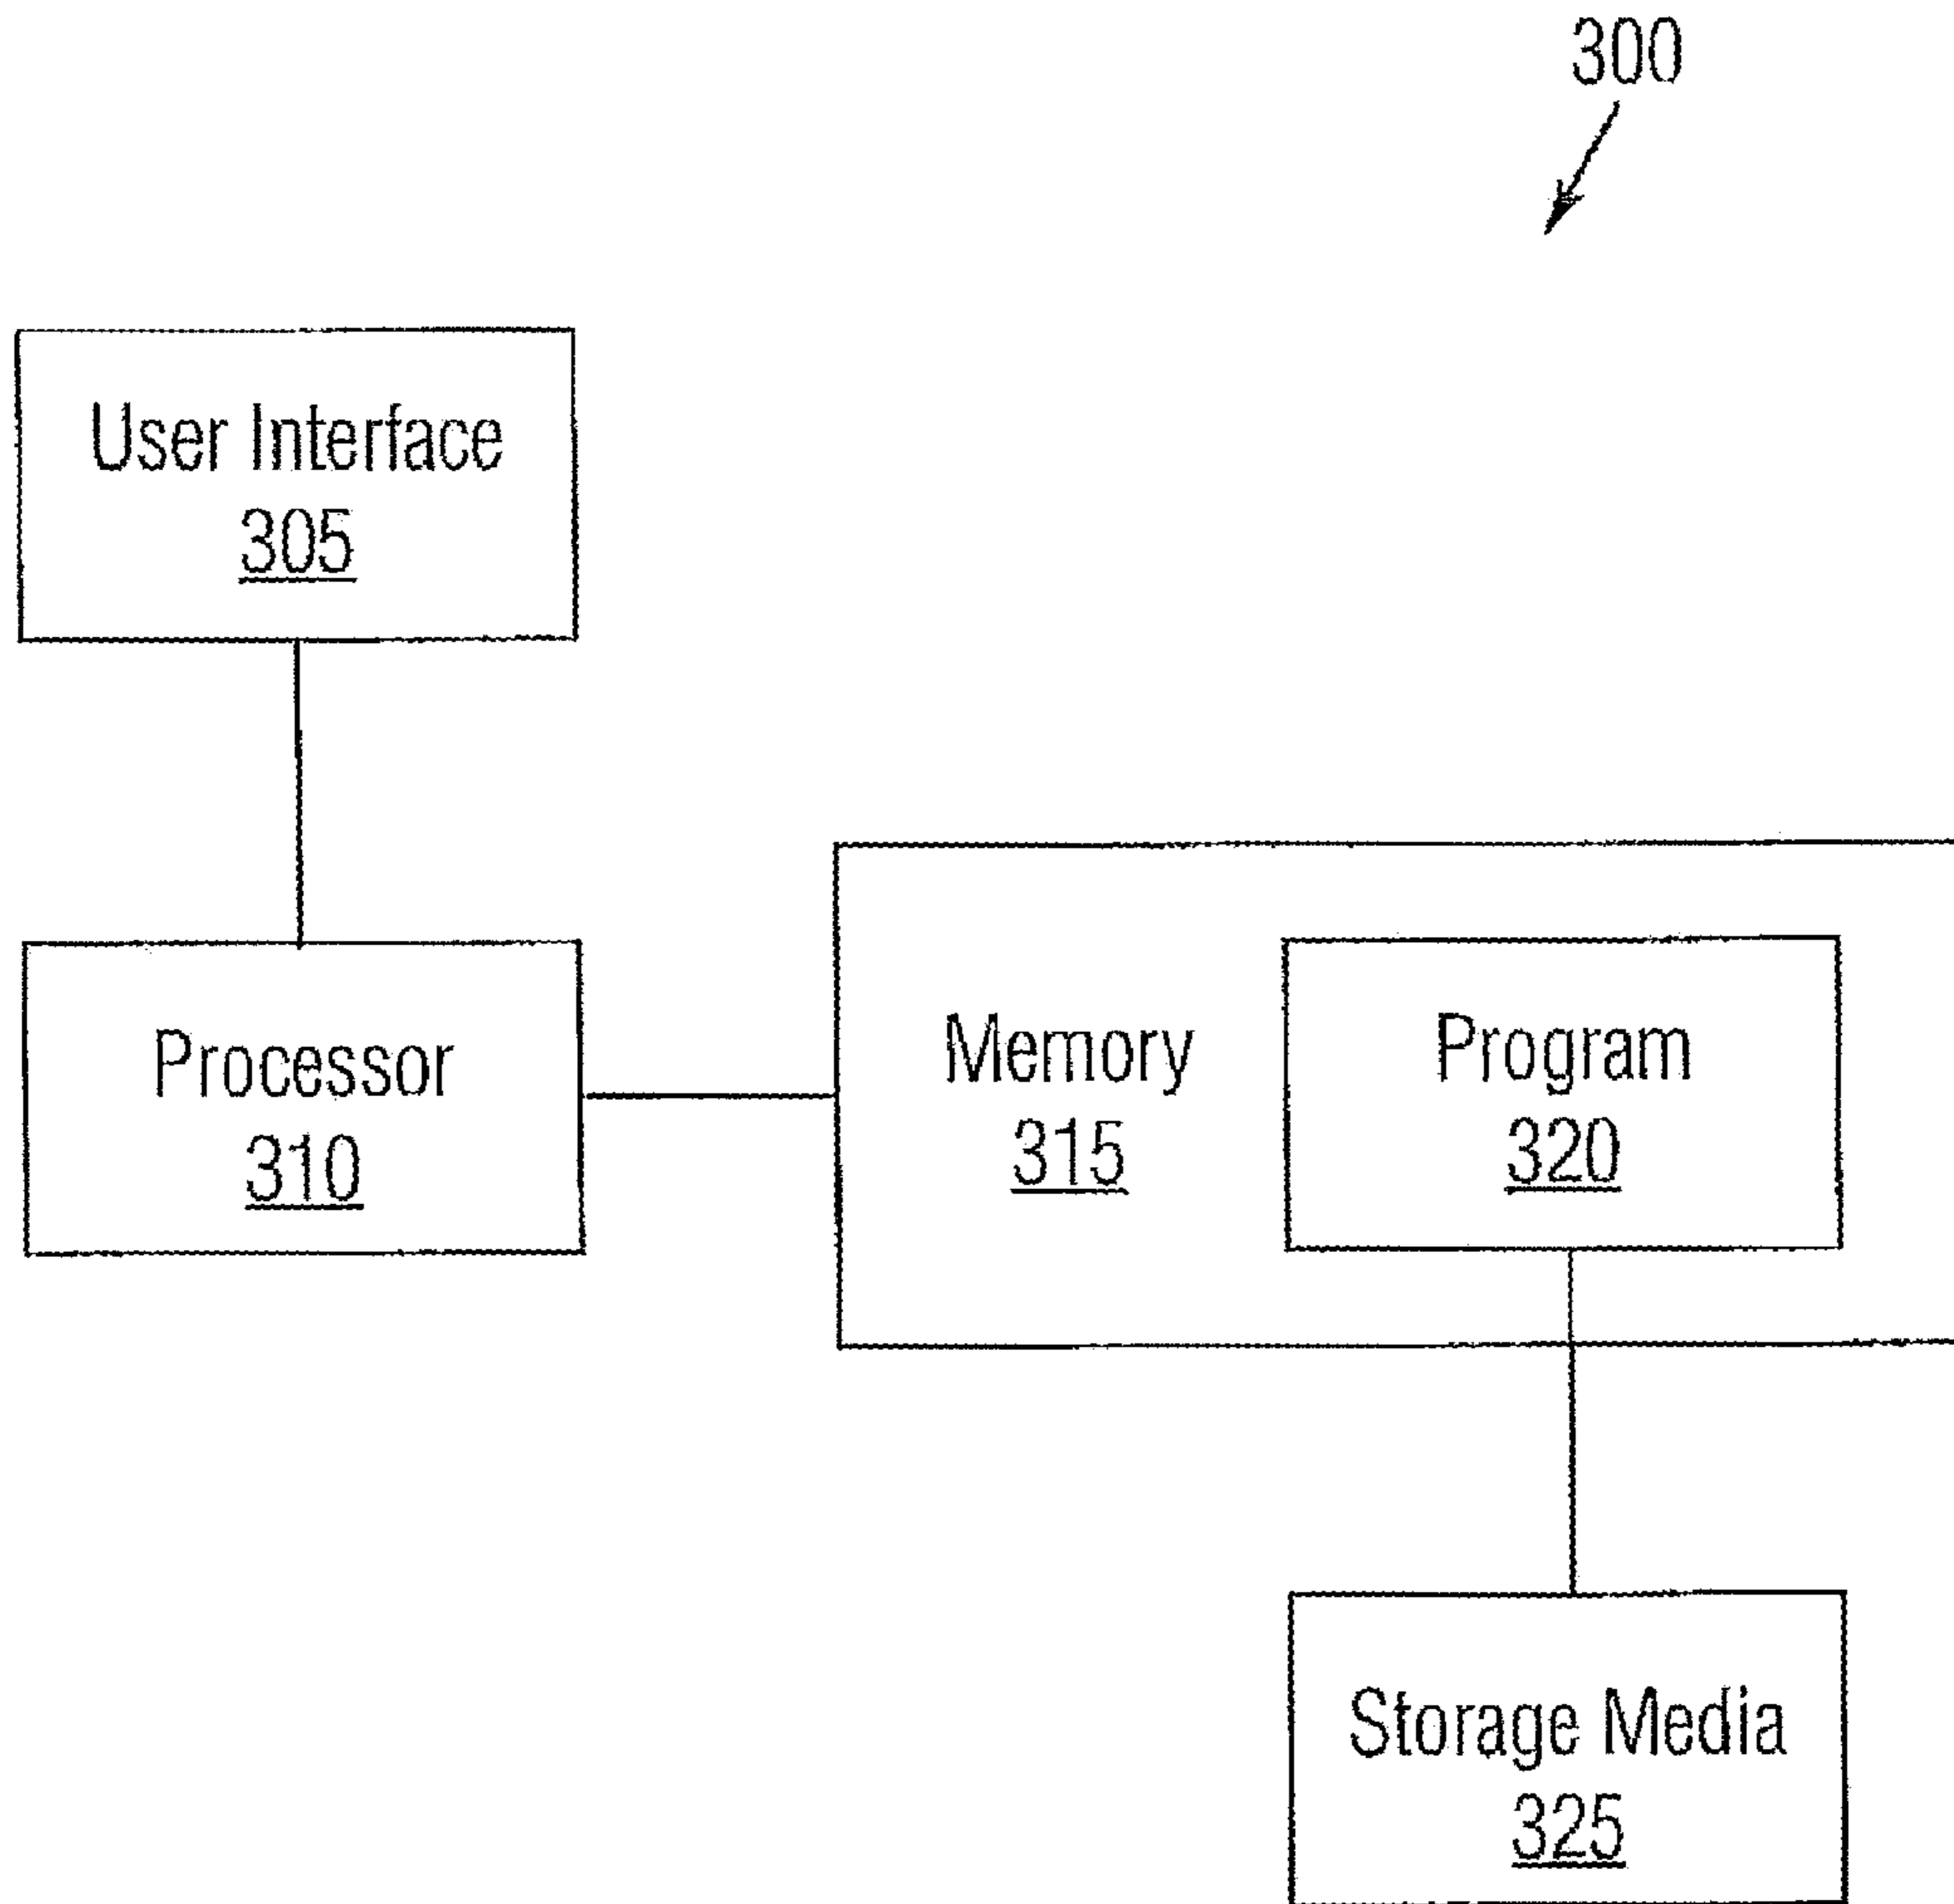 300
User Interface
305
Processor
310
Memory
315
Program
320
Storage Media
325